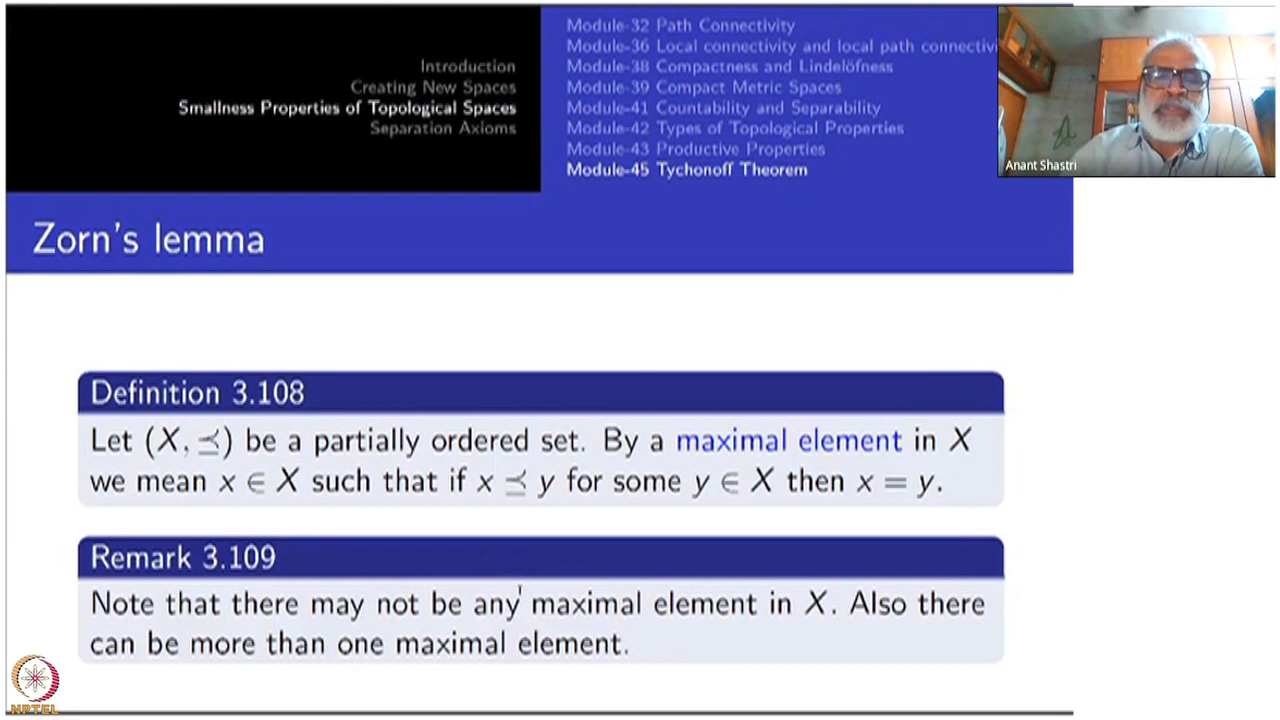 Introduction
Creating New Spaces
Smallness Properties of Topological Spaces
Separation Axioms
Module-32 Path Connectivity
Module-36 Local connectivity and local path connectivi
Module-38 Compactness and Lindelöfness
Module-39 Compact Metric Spaces
Module-41 Countability and Separability
Module-42 Types of Topological Properties
Module-43 Productive Properties
Module-45 Tychonoff Theorem
Anant Shastri
Zorn's lemma
Definition 3.108
Let (X, ⪯) be a partially ordered set. By a maximal element in X
we mean x ∈ X such that if x ⪯ y for some y ∈ X then x = y.
Remark 3.109
Note that there may not be any maximal element in X. Also there
can be more than one maximal element.
NPTEL